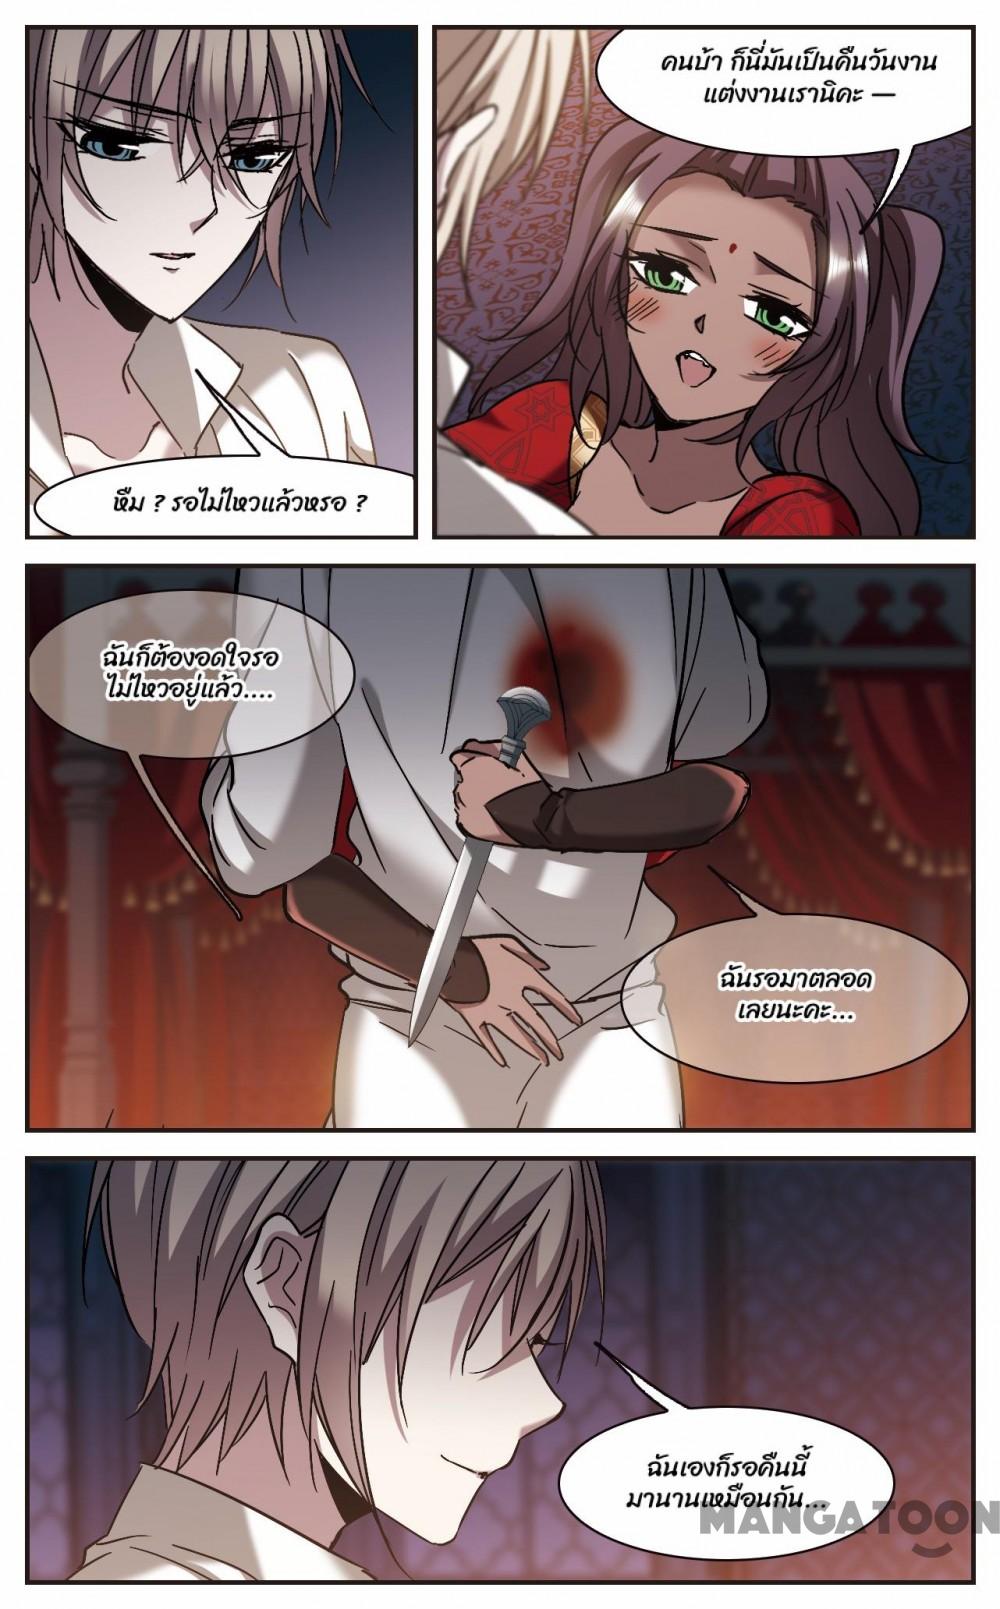 หืม ? รอไม่ไหวแล้วหรอ ?
คนบ้า ก็นี่มันเป็นคืนวันงาน
แต่งงานเรานิคะ —
ฉันก็ต้องอดใจรอ
ไม่ไหวอยู่แล้ว....
ฉันรอมาตลอด
เลยนะคะ...
ฉันเองก็รอคืนนี้
มานานเหมือนกัน...
MANGATOON